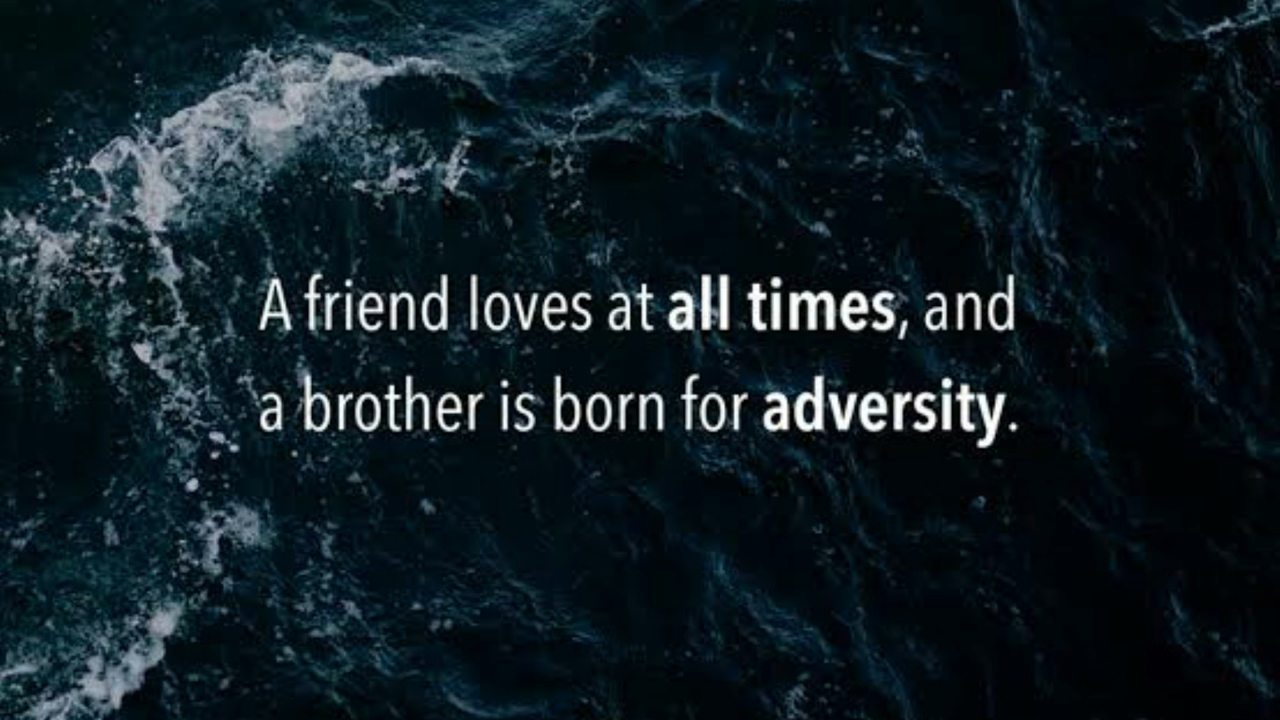 A friend loves at all times, and
a brother is born for adversity.